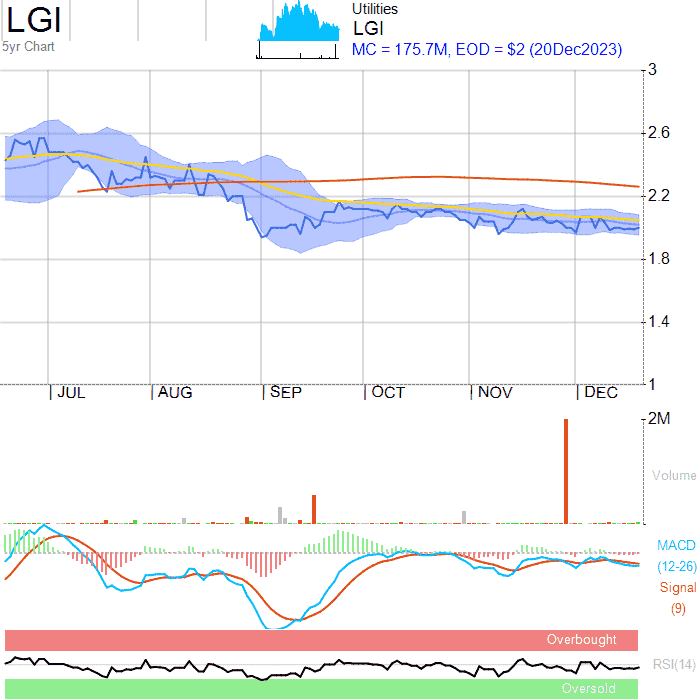 LGI
5yr Chart
Utilities
LGI
MC = 175.7M, EOD = $2 (20Dec2023)
3
2.6
2.2
1.8
1.4
1
JUL AUG SEP OCT NOV DEC
2M
Volume
MACD
(12-26)
Signal
(9)
Overbought
RSI(14)
Oversold